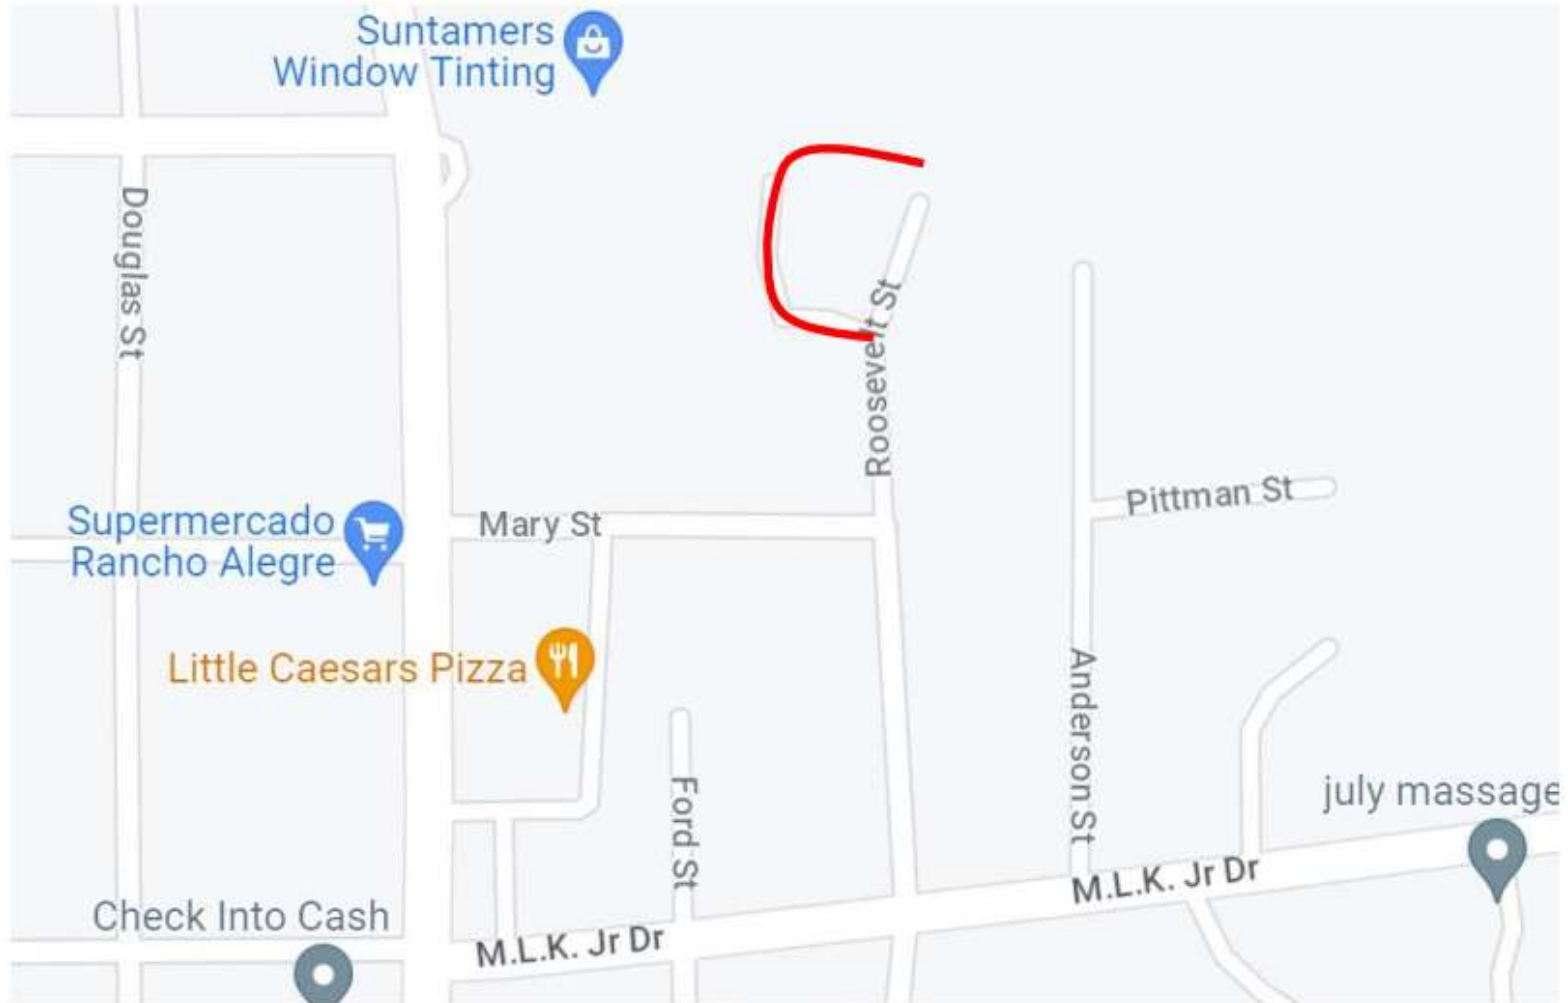 Suntamers
Window Tinting
Douglas St
Roosevelt St
Pittman St
Supermercado
Rancho Alegre
Mary St
Little Caesars Pizza
Anderson St
Ford St
july massage
M.L.K. Jr Dr
Check Into Cash
M.L.K. Jr Dr